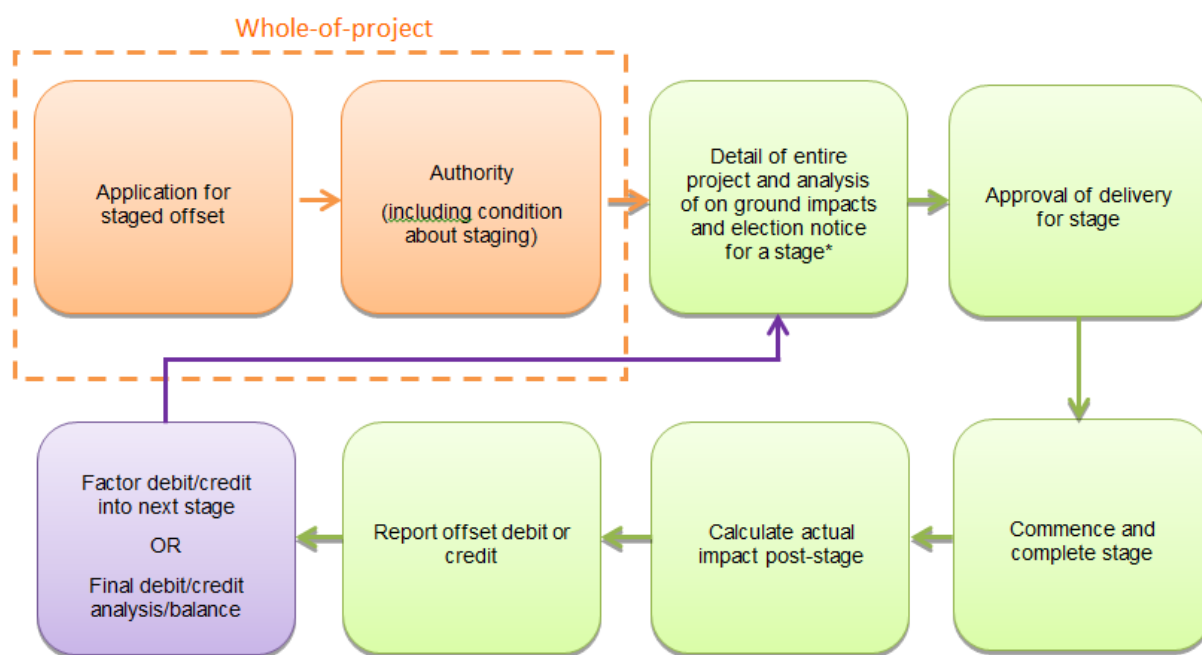 Whole-of-project
Application for
staged offset
Authority
(including condition
about staging)
Detail of entire
project and analysis
of on ground impacts
and election notice
for a stage*
Approval of delivery
for stage
Factor debit/credit
into next stage
OR
Final debit/credit
analysis/balance
Report offset debit or
credit
Calculate actual
impact post-stage
Commence and
complete stage